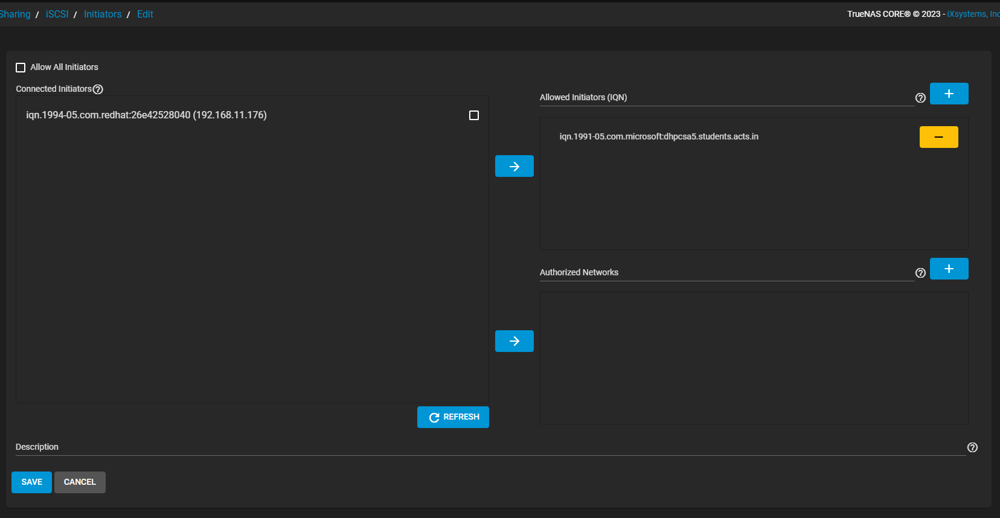 Sharing / iSCSI / Initiators / Edit
TrueNAS CORE® © 2023 - iXsystems, Inc
Allow All Initiators
Connected Initiators
iqn.1994-05.com.redhat:26e42528040 (192.168.11.176)
REFRESH
Allowed Initiators (IQN)
iqn.1991-05.com.microsoft:dhpcsa5.students.acts.in
Authorized Networks
Description
SAVE CANCEL